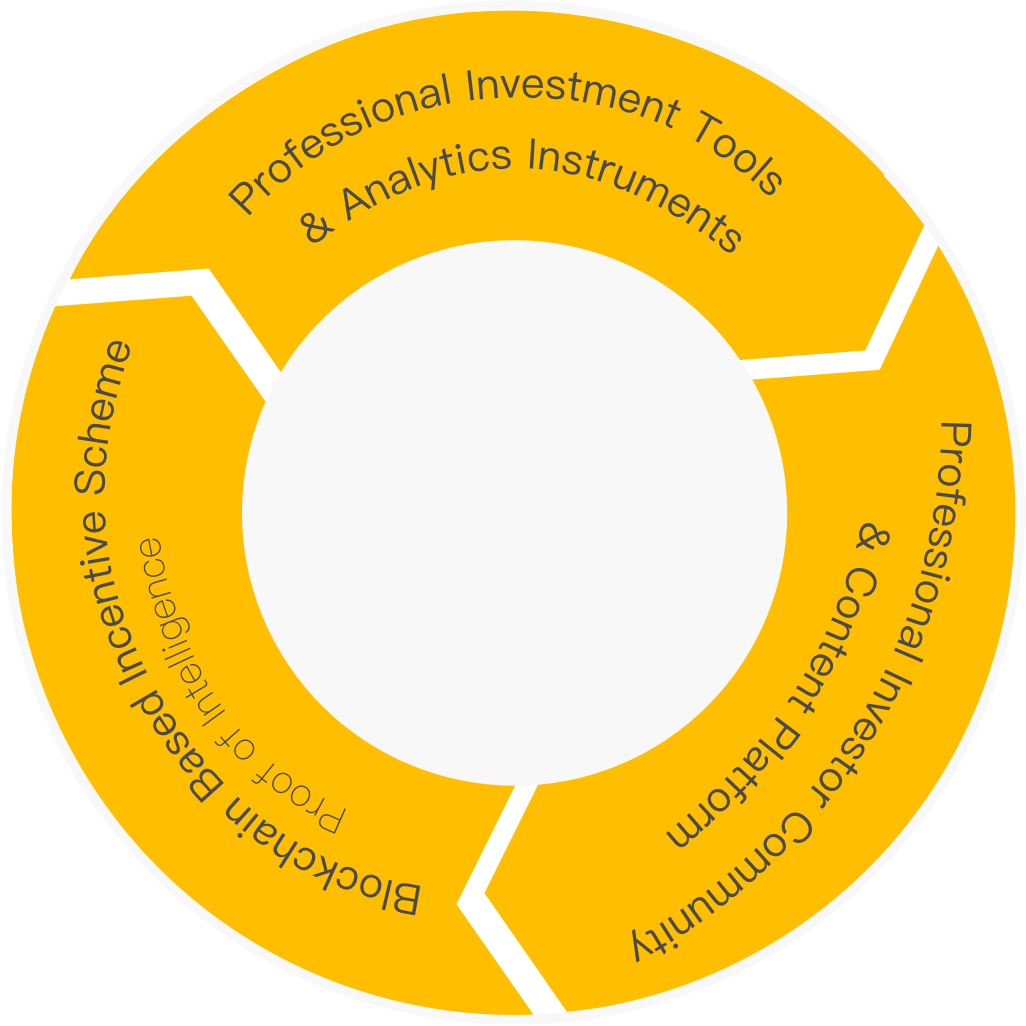 Professional Investment Tools
& Analytics Instruments
Professional Investor Community
& Content Platform
Blockchain Based Incentive Scheme
Proof of Intelligence